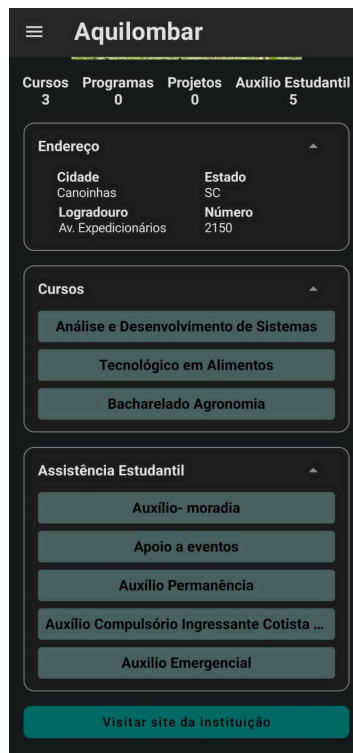 Aquilombar
Cursos Programas Projetos Auxílio Estudantil
3 0 0 5
Endereço
Cidade Estado
Canoinhas SC
Logradouro Número
Av. Expedicionários 2150
Cursos
Análise e Desenvolvimento de Sistemas
Tecnológico em Alimentos
Bacharelado Agronomia
Assistência Estudantil
Auxílio- moradia
Apoio a eventos
Auxílio Permanência
Auxílio Compulsório Ingressante Cotista ...
Auxilio Emergencial
Visitar site da instituição